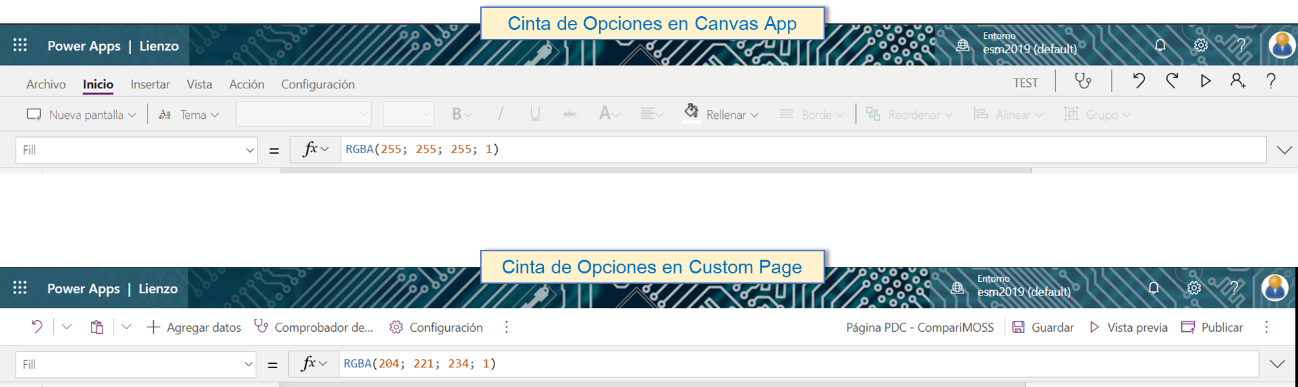 Cinta de Opciones en Canvas App
Power Apps | Lienzo
Entorno
esm2019 (default)
?
Archivo Inicio Insertar Vista Acción Configuración TEST ?
Nueva pantalla Tema B / U abc A Rellenar Borde Reordenar Alinear Grupo
Fill = fx RGBA(255; 255; 255; 1)
Cinta de Opciones en Custom Page
Power Apps | Lienzo
Entorno
esm2019 (default)
?
Agregar datos Comprobador de... Configuración Página PDC - CompariMOSS Guardar Vista previa Publicar
Fill = fx RGBA(204; 221; 234; 1)